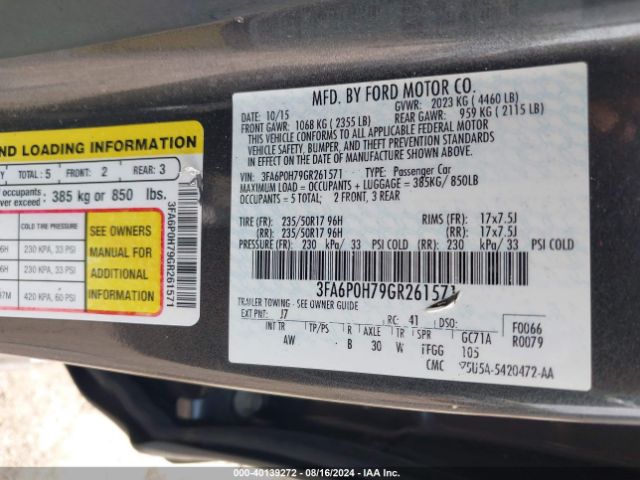 ND LOADING INFORMATION
TOTAL: 5 FRONT: 2 REAR: 3
occupants
ver exceed : 385 kg or 850 lbs.
COLD TIRE PRESSURE
230 KPA, 33 PSI
230 KPA, 33 PSI
420 KPA, 60 PSI
SEE OWNERS
MANUAL FOR
ADDITIONAL
INFORMATION
3FA6P0H79GR261571
MFD. BY FORD MOTOR CO.
10/15 GVWR: 2023 KG ( 4460 LB)
FRONT GAWR: 1068 KG ( 2355 LB) REAR GAWR: 959 KG ( 2115 LB)
THIS VEHICLE CONFORMS TO ALL APPLICABLE FEDERAL MOTOR
VEHICLE SAFETY, BUMPER, AND THEFT PREVENTION STANDARDS
IN EFFECT ON THE DATE OF MANUFACTURE SHOWN ABOVE.
VIN: 3FA6P0H79GR261571 TYPE: Passenger Car
MAXIMUM LOAD = OCCUPANTS + LUGGAGE = 385KG/ 850LB
OCCUPANTS = 5 TOTAL: 2 FRONT, 3 REAR
TIRE (FR): 235/50R17 96H RIMS (FR): 17x7.5J
(RR): 235/50R17 96H (RR): 17x7.5J
PRESSURE (FR): 230 kPa/ 33 PSI COLD (RR): 230 kPa/ 33 PSI COLD
3FA6P0H79GR261571
TRAILER TOWING - SEE OWNER GUIDE
EXT PNT: J7 RC: 41 DSO: F0066
INT TR TP/PS R AXLE TR SPR GC71A R0079
AW B 30 W TFGG 105
CMC 5U5A-5420472-AA
IAA 40139272 - 08/16/2024 - IAAI.COM